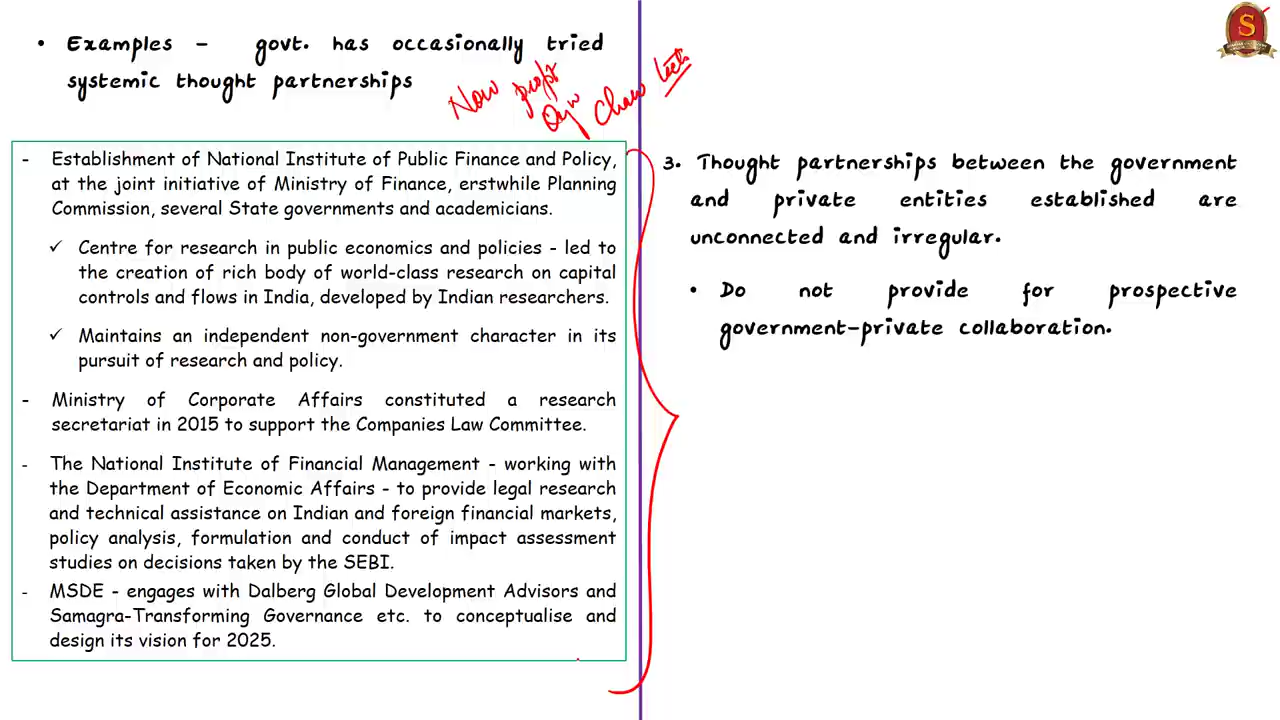 • Examples - govt. has occasionally tried
systemic thought partnerships
Non profit
Orgn
- Establishment of National Institute of Public Finance and Policy,
at the joint initiative of Ministry of Finance, erstwhile Planning
Commission, several State governments and academicians.
✓ Centre for research in public economics and policies - led to
the creation of rich body of world-class research on capital
controls and flows in India, developed by Indian researchers.
✓ Maintains an independent non-government character in its
pursuit of research and policy.
- Ministry of Corporate Affairs constituted a research
secretariat in 2015 to support the Companies Law Committee.
- The National Institute of Financial Management - working with
the Department of Economic Affairs - to provide legal research
and technical assistance on Indian and foreign financial markets,
policy analysis, formulation and conduct of impact assessment
studies on decisions taken by the SEBI.
- MSDE - engages with Dalberg Global Development Advisors and
Samagra-Transforming Governance etc. to conceptualise and
design its vision for 2025.
S
3. Thought partnerships between the government
and private entities established are
unconnected and irregular.
• Do not provide for prospective
government-private collaboration.